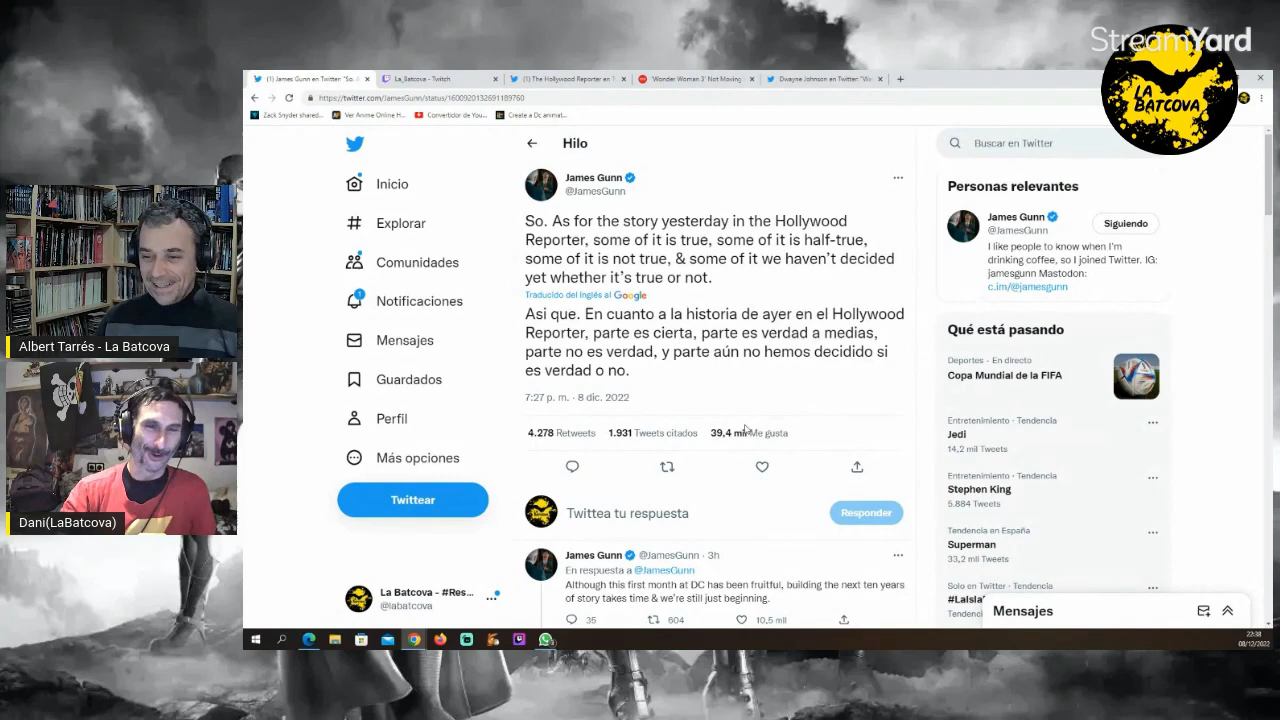 StreamYard
LA
BATCOVA
(1) James Gunn en Twitter: "So. A
La_Batcova - Twitch
(1) The Hollywood Reporter en T
'Wonder Woman 3' Not Moving
Dwayne Johnson en Twitter:
https://twitter.com/JamesGunn/status/1600920132691189760
Zack Snyder shared...
Ver Anime Online H...
Convertidor de You...
Create a Dc animat...
Hilo
Buscar en Twitter
James Gunn
@JamesGunn
So. As for the story yesterday in the Hollywood
Reporter, some of it is true, some of it is half-true,
some of it is not true, & some of it we haven't decided
yet whether it's true or not.
Traducido del inglés al Google
Asi que. En cuanto a la historia de ayer en el Hollywood
Reporter, parte es cierta, parte es verdad a medias,
parte no es verdad, y parte aún no hemos decidido si
es verdad o no.
7:27 p. m. · 8 dic. 2022
4.278 Retweets 1.931 Tweets citados 39,4 mil Me gusta
Twittea tu respuesta
Responder
James Gunn @JamesGunn · 3h
En respuesta a @JamesGunn
Although this first month at DC has been fruitful, building the next ten years
of story takes time & we're still just beginning.
35 604 10,5 mil
Inicio
Explorar
Comunidades
1
Notificaciones
Mensajes
Guardados
Perfil
Más opciones
Twittear
La Batcova - #Res...
@labatcova
Personas relevantes
James Gunn
@JamesGunn
Siguiendo
I like people to know when I'm
drinking coffee, so I joined Twitter. IG:
jamesgunn Mastodon:
c.im/@jamesgunn
Qué está pasando
Deportes · En directo
Copa Mundial de la FIFA
Entretenimiento · Tendencia
Jedi
14,2 mil Tweets
Entretenimiento · Tendencia
Stephen King
5.884 Tweets
Tendencia en España
Superman
33,2 mil Tweets
Solo en Twitter · Tendencia
Mensajes
Albert Tarrés - La Batcova
Dani(LaBatcova)
22:38
08/12/2022